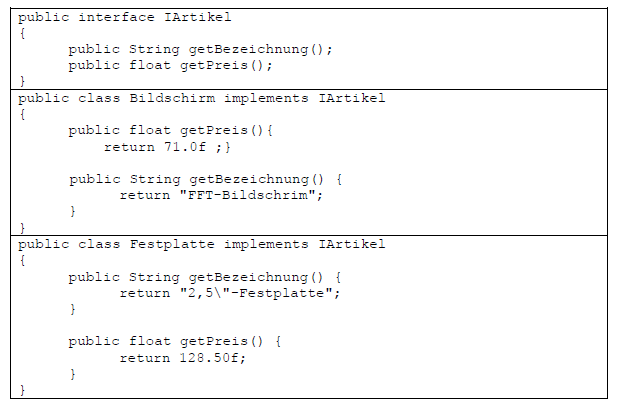 public interface IArtikel
{
public String getBezeichnung();
public float getPreis();
}
public class Bildschirm implements IArtikel
{
public float getPreis(){
return 71.0f ;}
public String getBezeichnung() {
return "FFT-Bildschrim";
}
}
public class Festplatte implements IArtikel
{
public String getBezeichnung() {
return "2,5\"-Festplatte";
}
public float getPreis() {
return 128.50f;
}
}